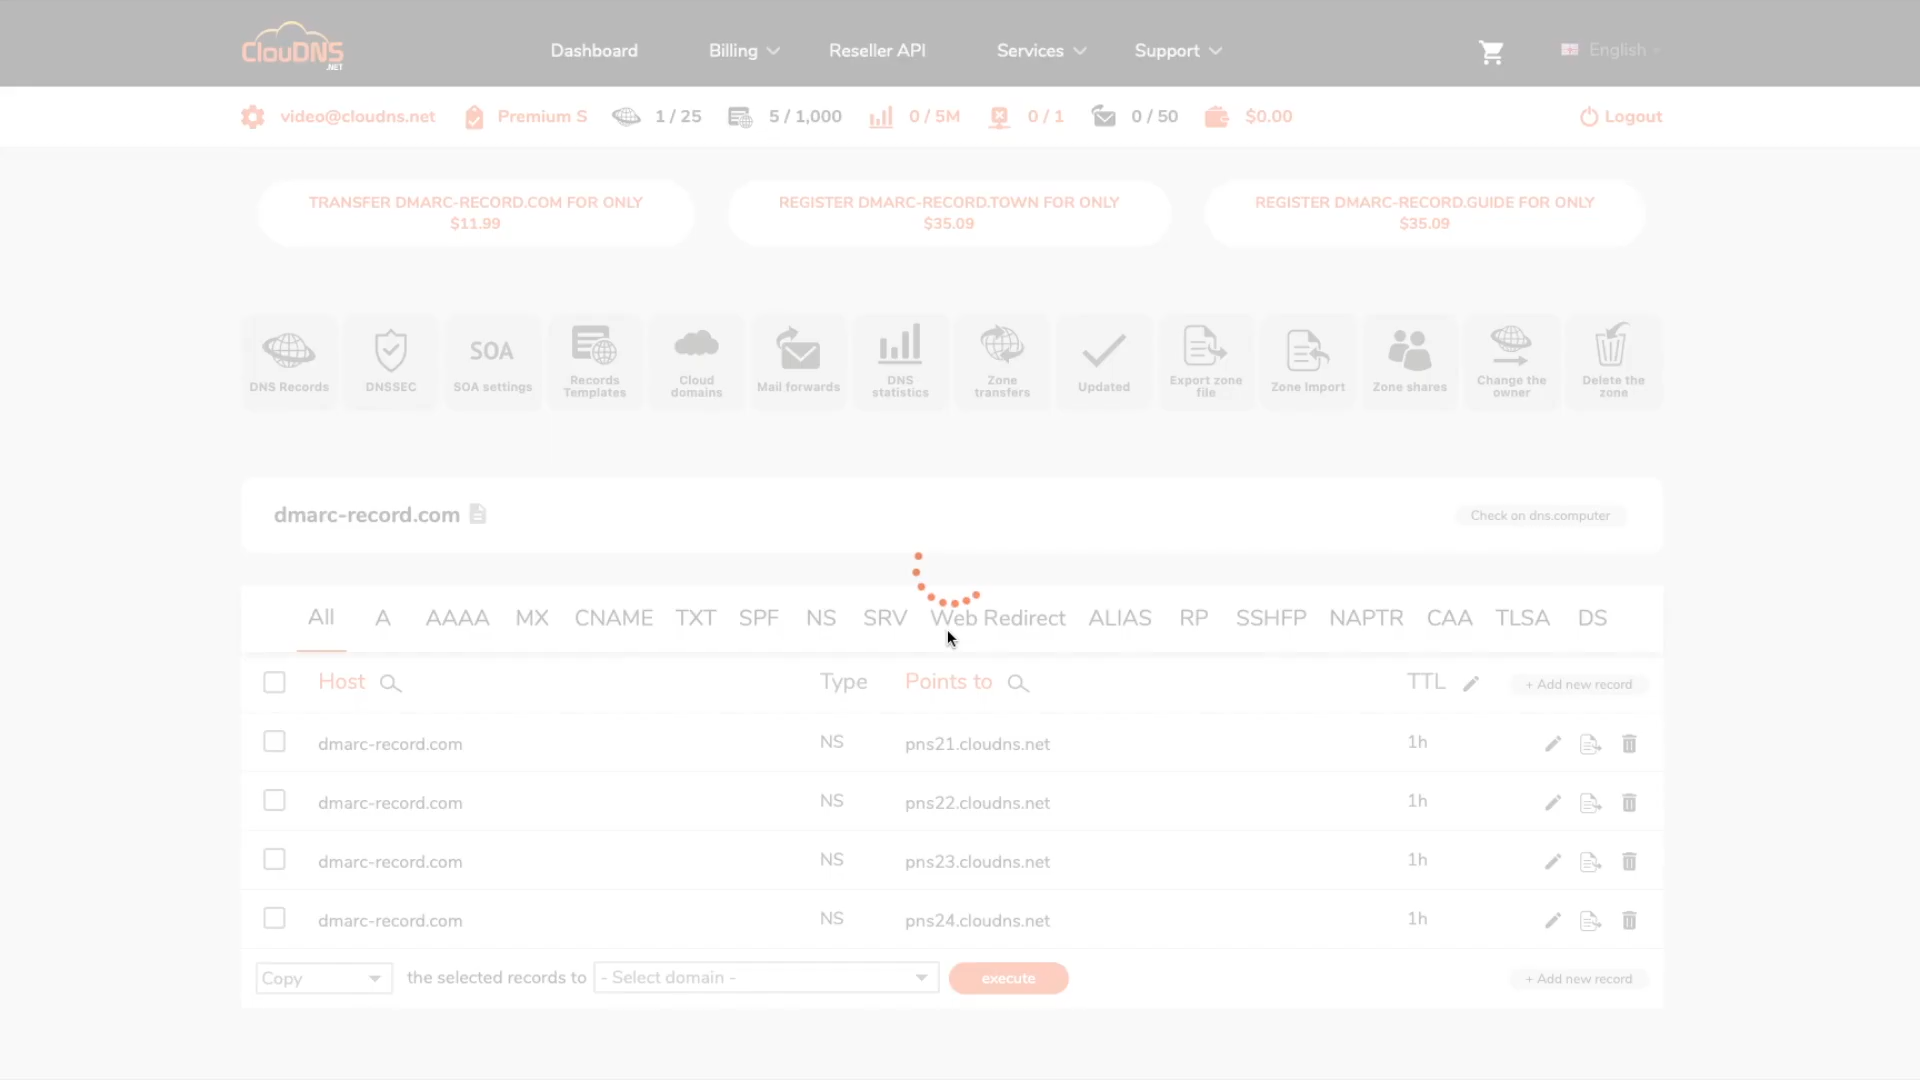 ClouDNS
.NET
Dashboard Billing Reseller API Services Support English
video@cloudns.net Premium S 1 / 25 5 / 1,000 0 / 5M 0 / 1 0 / 50 $0.00 Logout
TRANSFER DMARC-RECORD.COM FOR ONLY
$11.99
REGISTER DMARC-RECORD.TOWN FOR ONLY
$35.09
REGISTER DMARC-RECORD.GUIDE FOR ONLY
$35.09
DNS Records
DNSSEC
SOA
SOA settings
Records
Templates
Cloud
domains
Mail forwards
DNS
statistics
Zone
transfers
Updated
Export zone
file
Zone Import
Zone shares
Change the
owner
Delete the
zone
dmarc-record.com Check on dns.computer
All A AAAA MX CNAME TXT SPF NS SRV Web Redirect ALIAS RP SSHFP NAPTR CAA TLSA DS
Host Type Points to TTL + Add new record
dmarc-record.com NS pns21.cloudns.net 1h
dmarc-record.com NS pns22.cloudns.net 1h
dmarc-record.com NS pns23.cloudns.net 1h
dmarc-record.com NS pns24.cloudns.net 1h
Copy the selected records to - Select domain - execute + Add new record